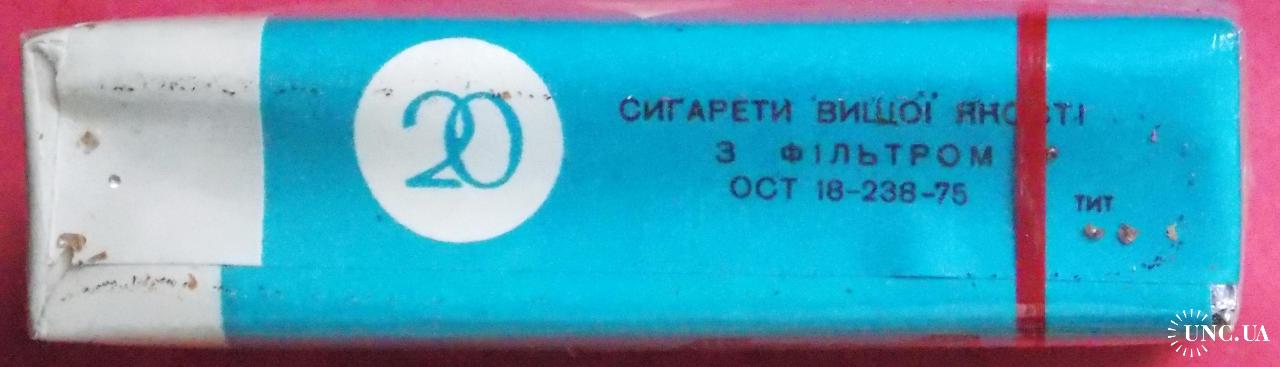 20
СИГАРЕТИ ВИЩОЇ ЯКОСТІ
З ФІЛЬТРОМ
ОСТ 18-238-75
ТИТ
UNC.UA